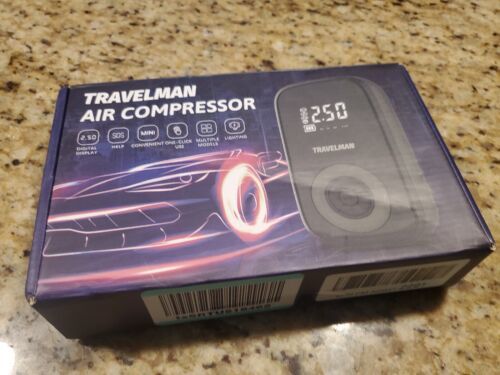 TRAVELMAN
AIR COMPRESSOR
2.50
SOS
MINI
DIGITAL
DISPLAY
HELP
CONVENIENT
ONE-CLICK
USE
MULTIPLE
MODELS
LIGHTING
2.50
TRAVELMAN